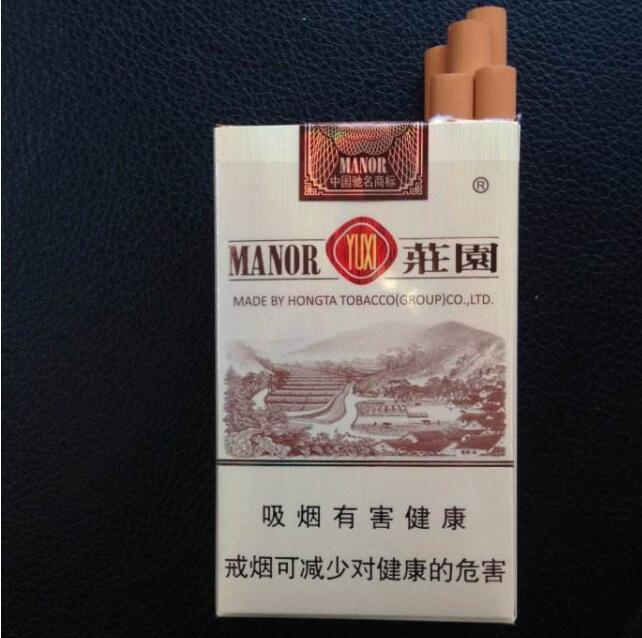 MANOR
中国驰名商标
®
MANOR YUXI 莊園
MADE BY HONGTA TOBACCO(GROUP)CO.,LTD.
吸烟有害健康
戒烟可减少对健康的危害